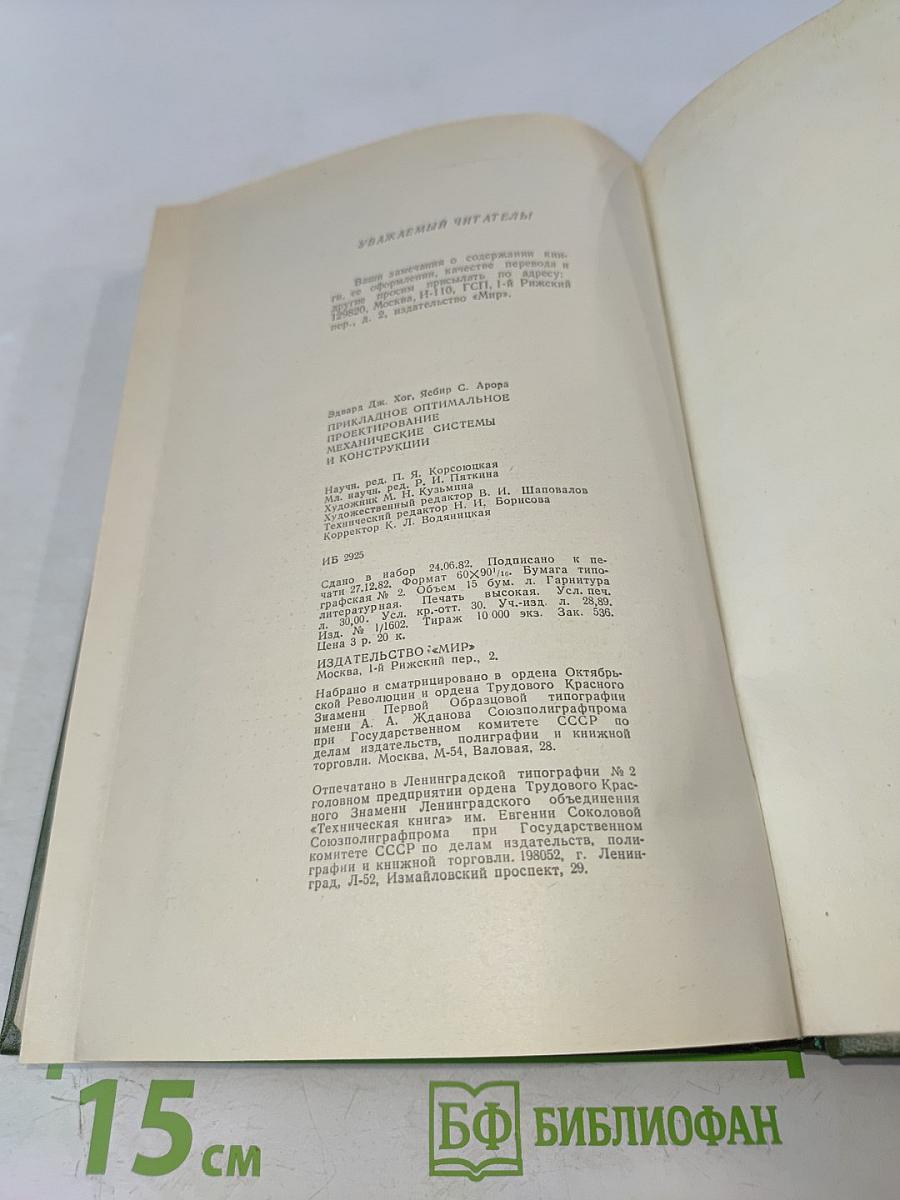 УВАЖАЕМЫЙ ЧИТАТЕЛЬ!
Ваши замечания о содержании кни-
ги, ее оформлении, качестве перевода и
другие просим присылать по адресу:
129820, Москва, И-110, ГСП, 1-й Рижский
пер., д. 2, издательство «Мир».
Эдвард Дж. Хог, Ясбир С. Арора
ПРИКЛАДНОЕ ОПТИМАЛЬНОЕ
ПРОЕКТИРОВАНИЕ
МЕХАНИЧЕСКИЕ СИСТЕМЫ
И КОНСТРУКЦИИ
Научн. ред. П. Я. Корсоюцкая
Мл. научн. ред. Р. И. Пяткина
Художник М. Н. Кузьмина
Художественный редактор В. И. Шаповалов
Технический редактор Н. И. Борисова
Корректор К. Л. Водяницкая
ИБ 2925
Сдано в набор 24.06.82. Подписано к пе-
чати 27.12.82. Формат 60×90¹/₁₆. Бумага типо-
графская № 2. Объем 15 бум. л. Гарнитура
литературная. Печать высокая. Усл. печ.
л. 30,00. Усл. кр.-отт. 30. Уч.-изд. л. 28,89.
Изд. № 1/1602. Тираж 10 000 экз. Зак. 536.
Цена 3 р. 20 к.
ИЗДАТЕЛЬСТВО «МИР»
Москва, 1-й Рижский пер., 2.
Набрано и сматрицировано в ордена Октябрь-
ской Революции и ордена Трудового Красного
Знамени Первой Образцовой типографии
имени А. А. Жданова Союзполиграфпрома
при Государственном комитете СССР по
делам издательств, полиграфии и книжной
торговли. Москва, М-54, Валовая, 28.
Отпечатано в Ленинградской типографии № 2
головном предприятии ордена Трудового Крас-
ного Знамени Ленинградского объединения
«Техническая книга» им. Евгении Соколовой
Союзполиграфпрома при Государственном
комитете СССР по делам издательств, поли-
графии и книжной торговли. 198052, г. Ленин-
град, Л-52, Измайловский проспект, 29.
15 см
БФ БИБЛИОФАН